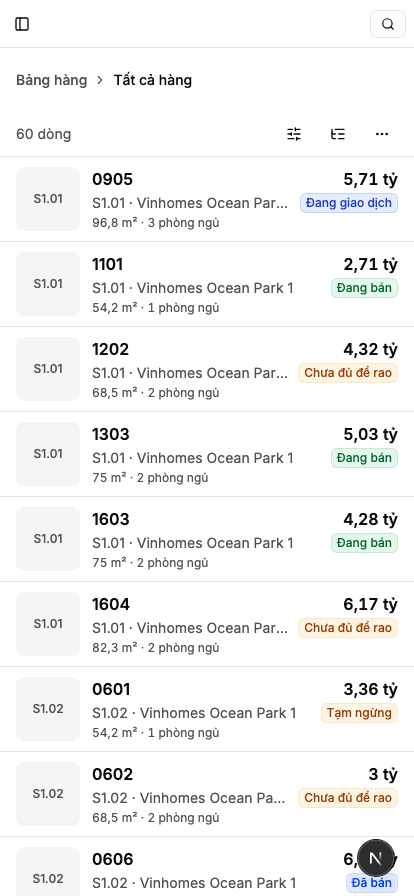 Bảng hàng > Tất cả hàng
60 dòng
S1.01
0905
5,71 tỷ
S1.01 · Vinhomes Ocean Par...
Đang giao dịch
96,8 m² · 3 phòng ngủ
S1.01
1101
2,71 tỷ
S1.01 · Vinhomes Ocean Park 1
Đang bán
54,2 m² · 1 phòng ngủ
S1.01
1202
4,32 tỷ
S1.01 · Vinhomes Ocean Par...
Chưa đủ để rao
68,5 m² · 2 phòng ngủ
S1.01
1303
5,03 tỷ
S1.01 · Vinhomes Ocean Park 1
Đang bán
75 m² · 2 phòng ngủ
S1.01
1603
4,28 tỷ
S1.01 · Vinhomes Ocean Park 1
Đang bán
75 m² · 2 phòng ngủ
S1.01
1604
6,17 tỷ
S1.01 · Vinhomes Ocean Par...
Chưa đủ để rao
82,3 m² · 2 phòng ngủ
S1.02
0601
3,36 tỷ
S1.02 · Vinhomes Ocean Park 1
Tạm ngừng
54,2 m² · 1 phòng ngủ
S1.02
0602
3 tỷ
S1.02 · Vinhomes Ocean Pa...
Chưa đủ để rao
68,5 m² · 2 phòng ngủ
S1.02
0606
N
S1.02 · Vinhomes Ocean Park 1
Đã bán